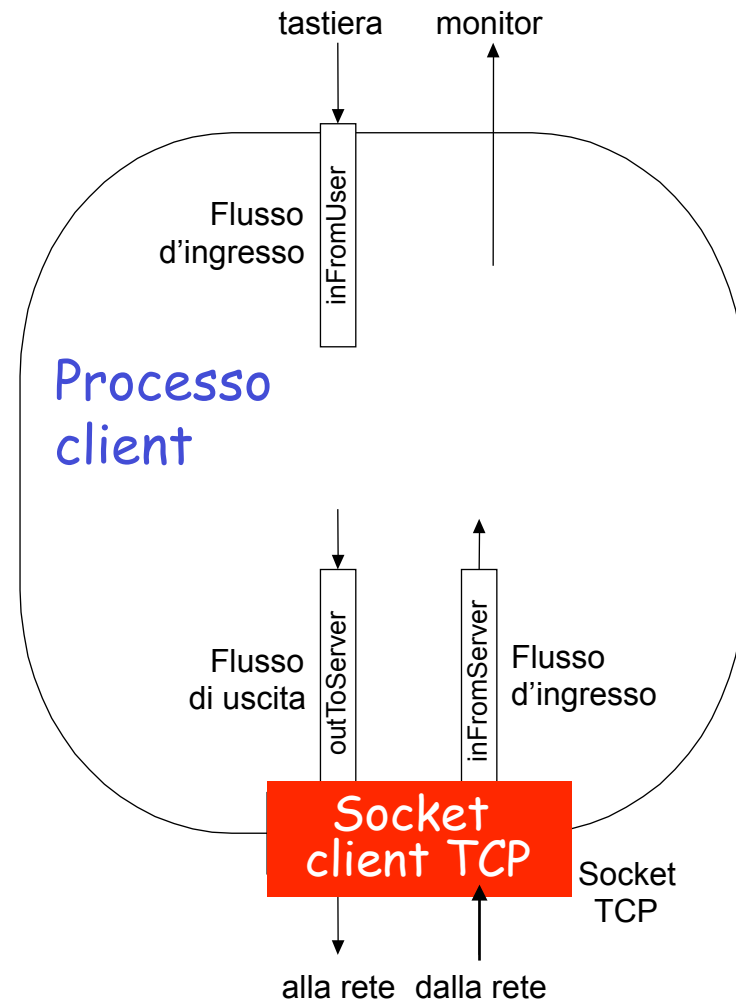 tastiera monitor
inFromUser
Flusso
d'ingresso
Processo
client
outToServer
inFromServer
Flusso
di uscita
Flusso
d'ingresso
Socket
client TCP
Socket
TCP
alla rete dalla rete